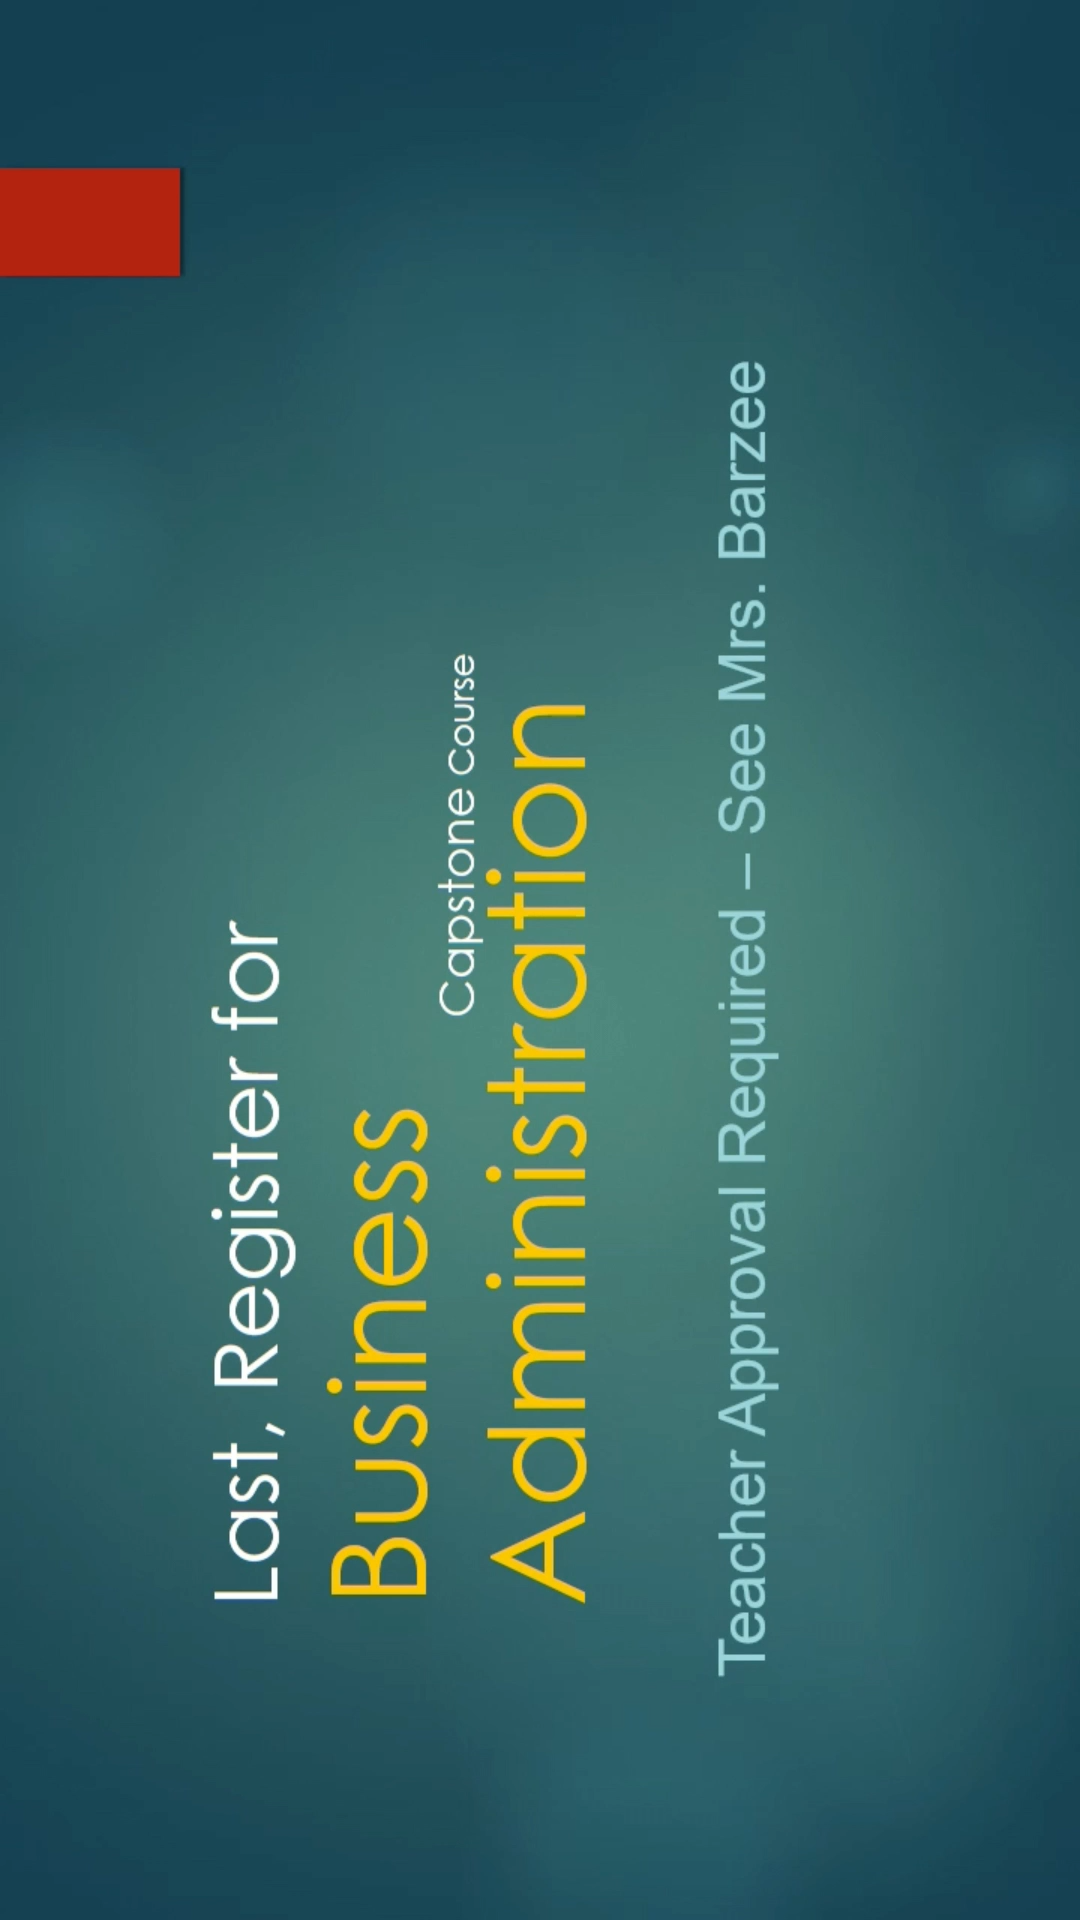 Last, Register for
Business
Capstone Course
Administration
Teacher Approval Required – See Mrs. Barzee